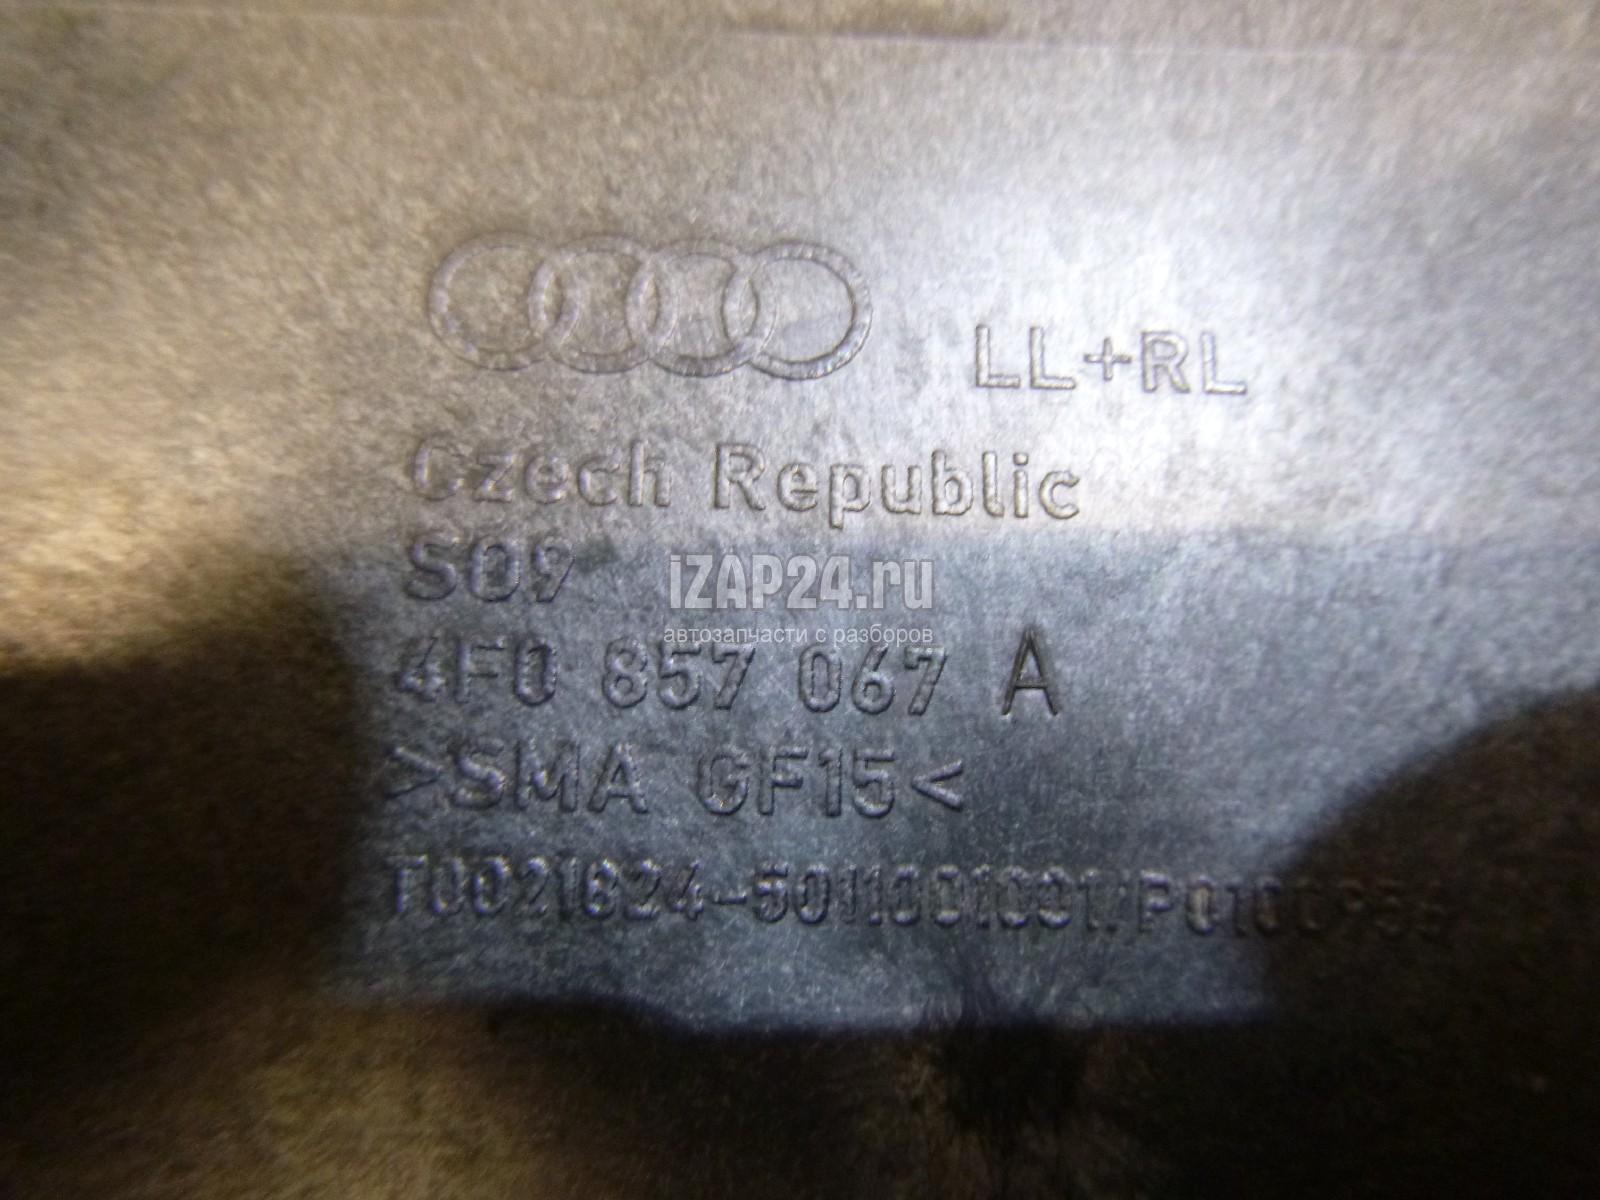 LL+RL
Czech Republic
S09
iZAP24.ru
автозапчасти с разборов
4F0 857 067 A
>SMA GF15<